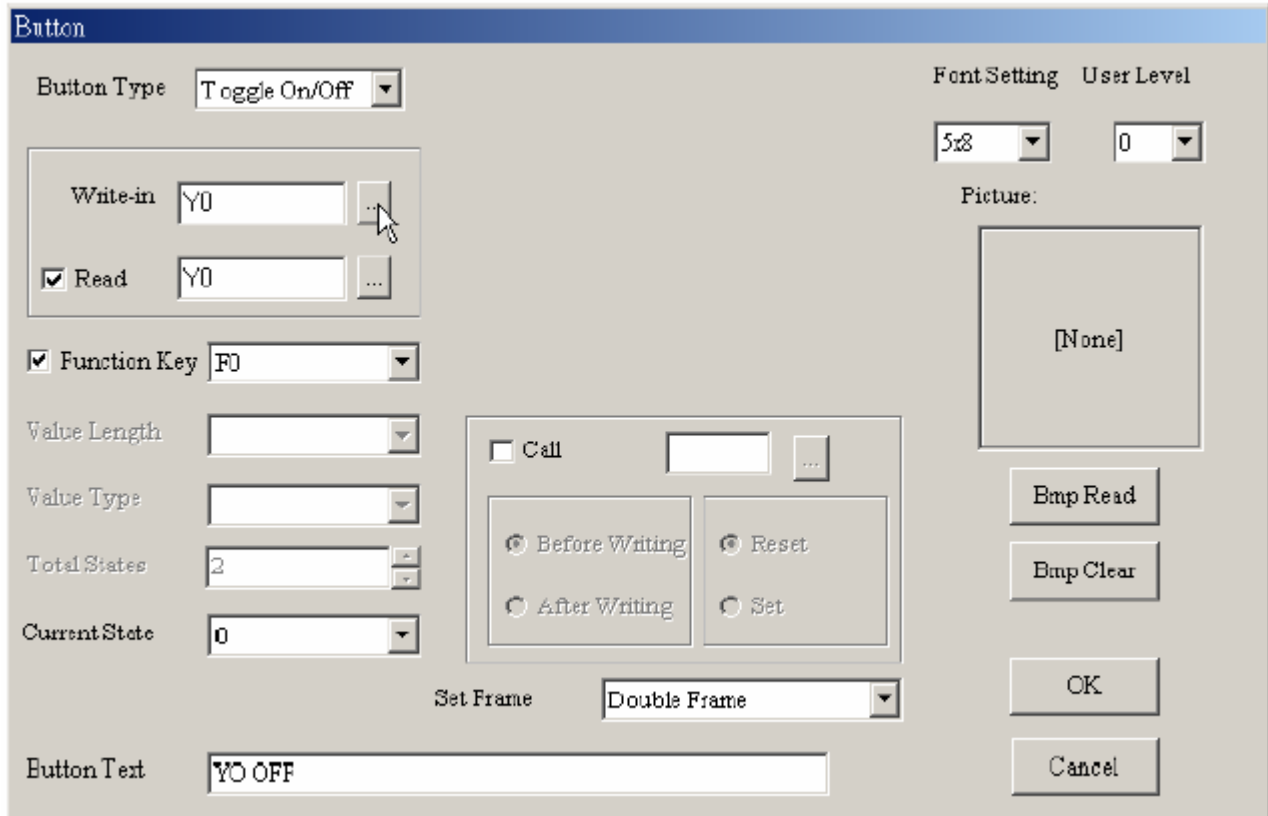 Button
Button Type
Toggle On/Off
Font Setting
User Level
5x8
0
Write-in
Y0
...
Picture:
Read
Y0
...
[None]
Function Key
F0
Value Length
Call
...
Value Type
Before Writing
Reset
Bmp Read
Total States
2
After Writing
Set
Bmp Clear
Current State
0
Set Frame
Double Frame
OK
Button Text
YO OFF
Cancel